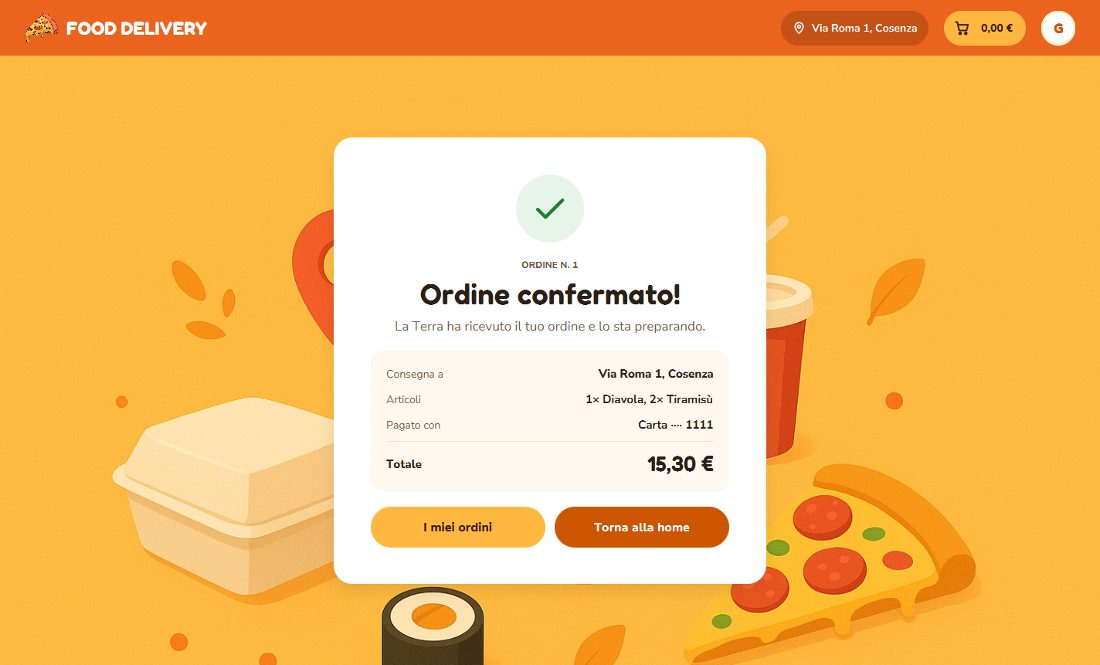 FOOD DELIVERY
Via Roma 1, Cosenza
0,00 €
G
ORDINE N. 1
Ordine confermato!
La Terra ha ricevuto il tuo ordine e lo sta preparando.
Consegna a Via Roma 1, Cosenza
Articoli 1× Diavola, 2× Tiramisù
Pagato con Carta ···· 1111
Totale 15,30 €
I miei ordini
Torna alla home